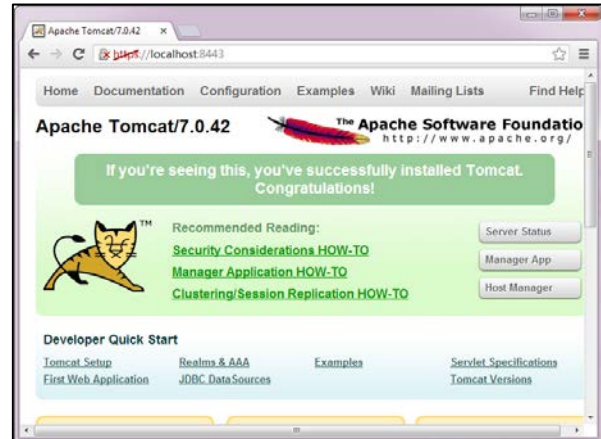 Apache Tomcat/7.0.42
https://localhost:8443
Home Documentation Configuration Examples Wiki Mailing Lists Find Help
Apache Tomcat/7.0.42
The Apache Software Foundatio
http://www.apache.org/
If you're seeing this, you've successfully installed Tomcat.
Congratulations!
TM
Recommended Reading:
Security Considerations HOW-TO
Manager Application HOW-TO
Clustering/Session Replication HOW-TO
Server Status
Manager App
Host Manager
Developer Quick Start
Tomcat Setup Realms & AAA Examples Servlet Specifications
First Web Application JDBC DataSources Tomcat Versions